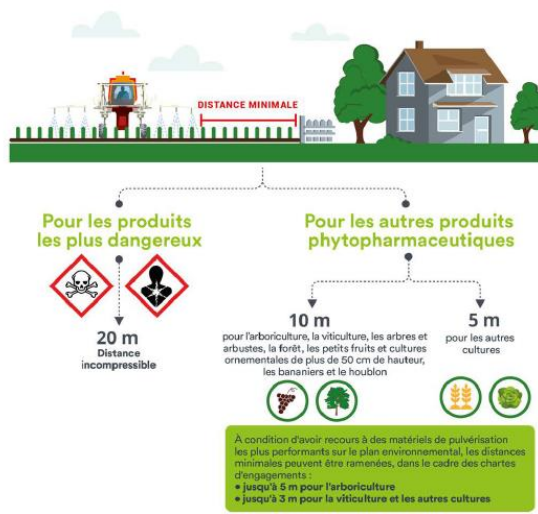 DISTANCE MINIMALE
Pour les produits
les plus dangereux
20 m
Distance
incompressible
Pour les autres produits
phytopharmaceutiques
10 m
pour l'arboriculture, la viticulture, les arbres et
arbustes, la forêt, les petits fruits et cultures
ornementales de plus de 50 cm de hauteur,
les bananiers et le houblon
5 m
pour les autres
cultures
À condition d'avoir recours à des matériels de pulvérisation
les plus performants sur le plan environnemental, les distances
minimales peuvent être ramenées, dans le cadre des chartes
d'engagements :
• jusqu'à 5 m pour l'arboriculture
• jusqu'à 3 m pour la viticulture et les autres cultures